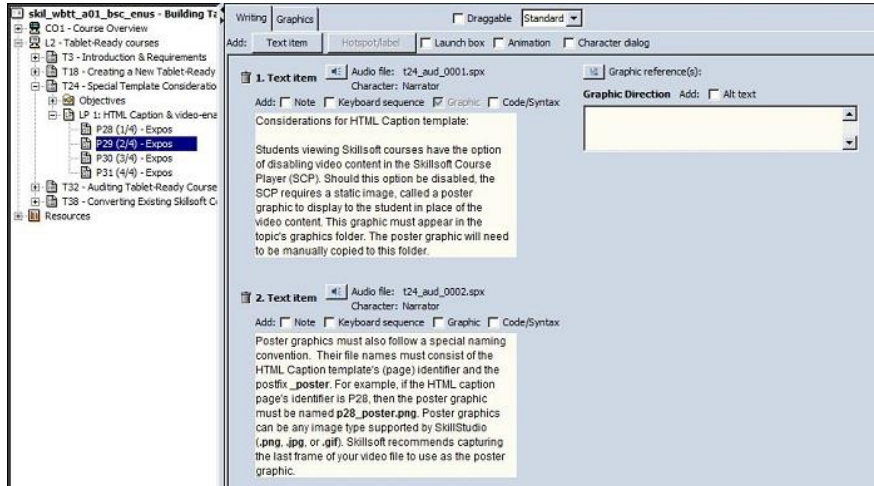 skil_wbtt_a01_bsc_enus - Building Ta
CO1 - Course Overview
L2 - Tablet-Ready courses
T3 - Introduction & Requirements
T18 - Creating a New Tablet-Ready
T24 - Special Template Consideratio
Objectives
LP 1: HTML Caption & video-ena
P28 (1/4) - Expos
P29 (2/4) - Expos
P30 (3/4) - Expos
P31 (4/4) - Expos
T32 - Auditing Tablet-Ready Course
T38 - Converting Existing Skilsoft Co
Resources
Writing Graphics Draggable Standard
Add: Text item Hotspot/label Launch box Animation Character dialog
1. Text item Audio file: t24_aud_0001.spx
Character: Narrator
Add: Note Keyboard sequence Graphic Code/Syntax
Considerations for HTML Caption template:
Students viewing Skillsoft courses have the option
of disabling video content in the Skillsoft Course
Player (SCP). Should this option be disabled, the
SCP requires a static image, called a poster
graphic to display to the student in place of the
video content. This graphic must appear in the
topic's graphics folder. The poster graphic will need
to be manually copied to this folder.
Graphic reference(s):
Graphic Direction Add: Alt text
2. Text item Audio file: t24_aud_0002.spx
Character: Narrator
Add: Note Keyboard sequence Graphic Code/Syntax
Poster graphics must also follow a special naming
convention. Their file names must consist of the
HTML Caption template's (page) identifier and the
postfix _poster. For example, if the HTML caption
page's identifier is P28, then the poster graphic
must be named p28_poster.png. Poster graphics
can be any image type supported by SkillStudio
(.png, .jpg, or .gif). Skillsoft recommends capturing
the last frame of your video file to use as the poster
graphic.